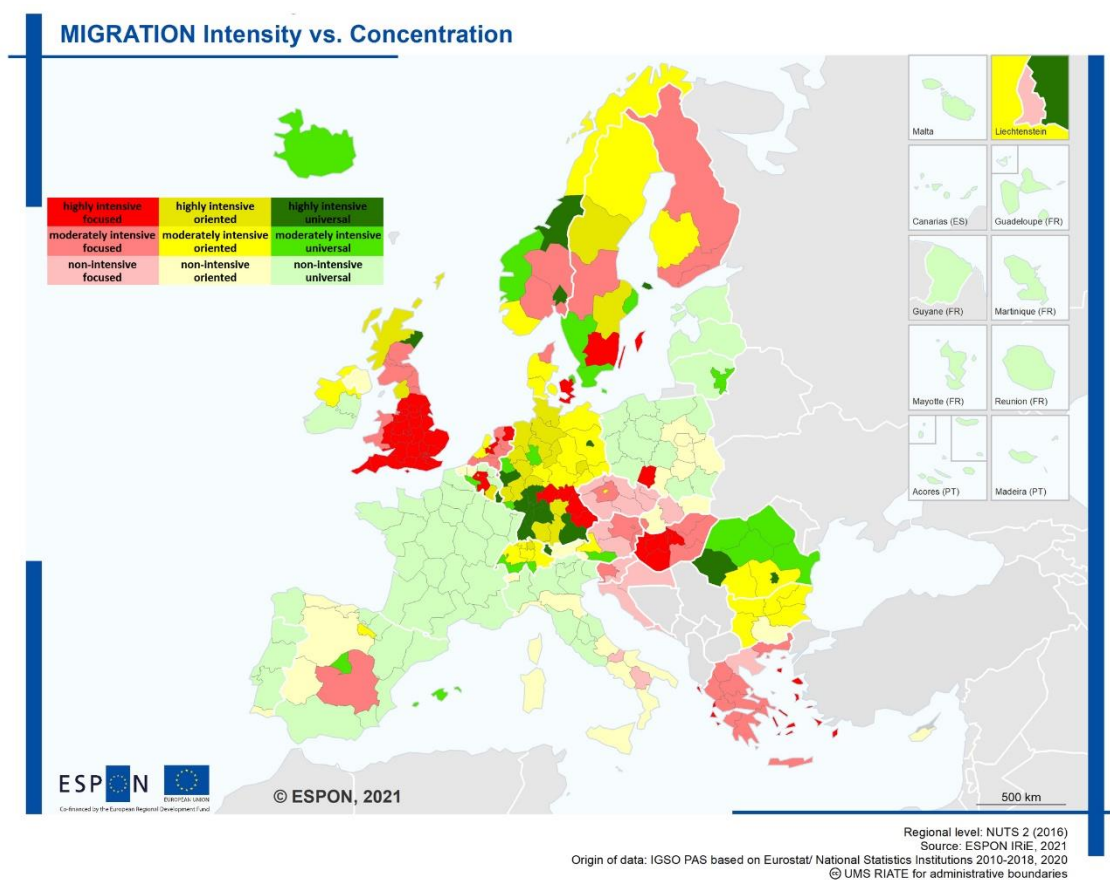 MIGRATION Intensity vs. Concentration
Malta
Liechtenstein
Canarias (ES)
Guadeloupe (FR)
Guyane (FR)
Martinique (FR)
Mayotte (FR)
Reunion (FR)
Acores (PT)
Madeira (PT)
highly intensive focused
highly intensive oriented
highly intensive universal
moderately intensive focused
moderately intensive oriented
moderately intensive universal
non-intensive focused
non-intensive oriented
non-intensive universal
ESPON
EUROPEAN UNION
Co-financed by the European Regional Development Fund
© ESPON, 2021
500 km
Regional level: NUTS 2 (2016)
Source: ESPON IRiE, 2021
Origin of data: IGSO PAS based on Eurostat/ National Statistics Institutions 2010-2018, 2020
㏄ UMS RIATE for administrative boundaries